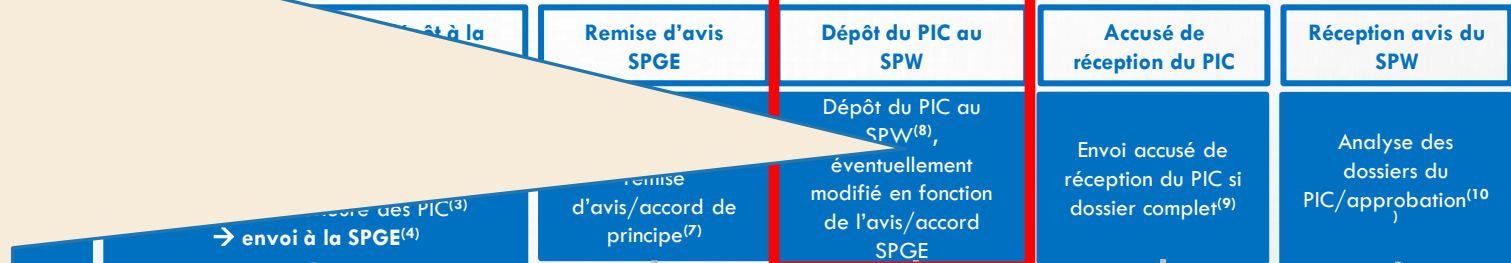 à la
Remise d'avis
SPGE
Dépôt du PIC au
SPW
Accusé de
réception du PIC
Réception avis du
SPW
des PIC(3)
→ envoi à la SPGE(4)
remise
d'avis/accord de
principe(7)
Dépôt du PIC au
SPW(8),
éventuellement
modifié en fonction
de l'avis/accord
SPGE
Envoi accusé de
réception du PIC si
dossier complet(9)
Analyse des
dossiers du
PIC/approbation(10
)